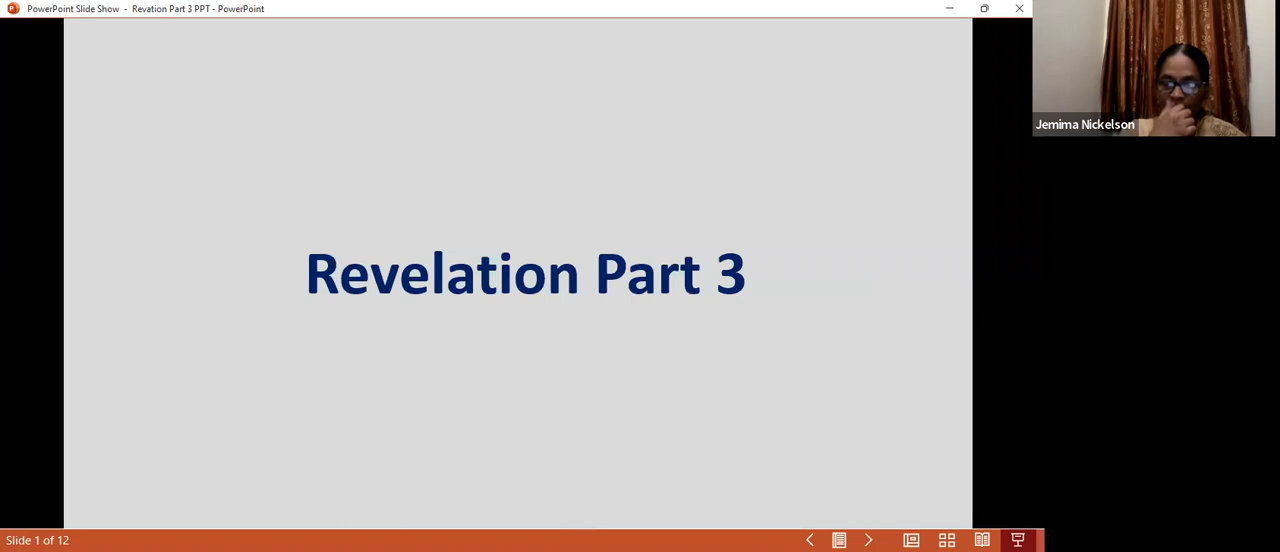 PowerPoint Slide Show - Revation Part 3 PPT - PowerPoint
Jemima Nickelson
Revelation Part 3
Slide 1 of 12